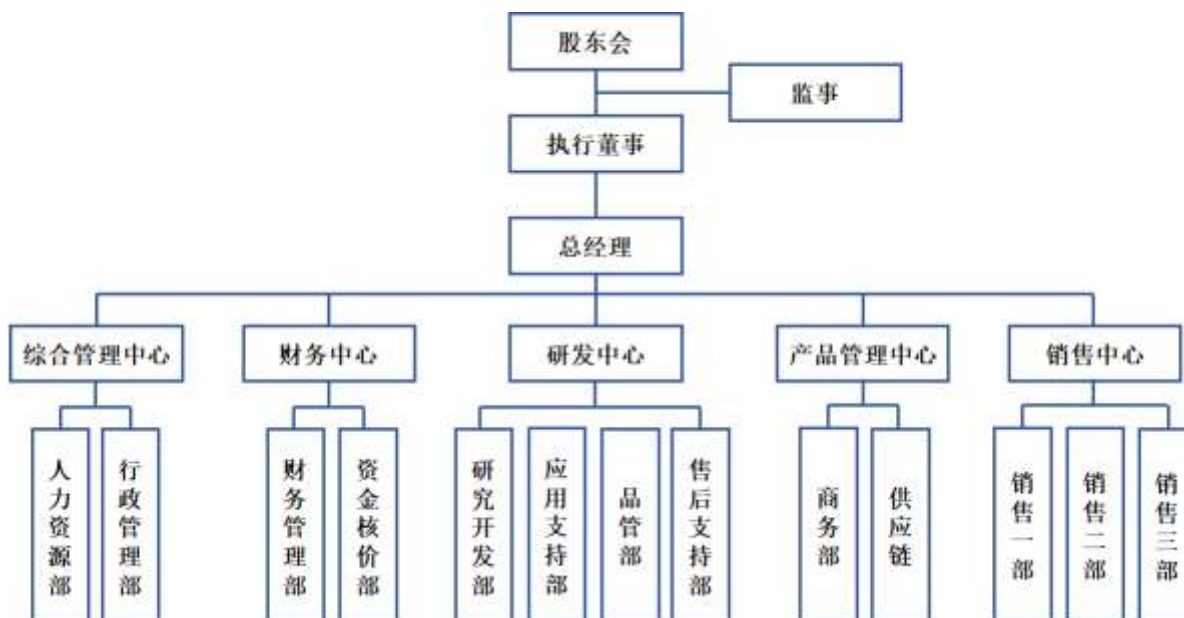 股东会
监事
执行董事
总经理
综合管理中心
财务中心
研发中心
产品管理中心
销售中心
人力资源部
行政管理部
财务管理部
资金核价部
研究开发部
应用支持部
品管部
售后支持部
商务部
供应链
销售一部
销售二部
销售三部